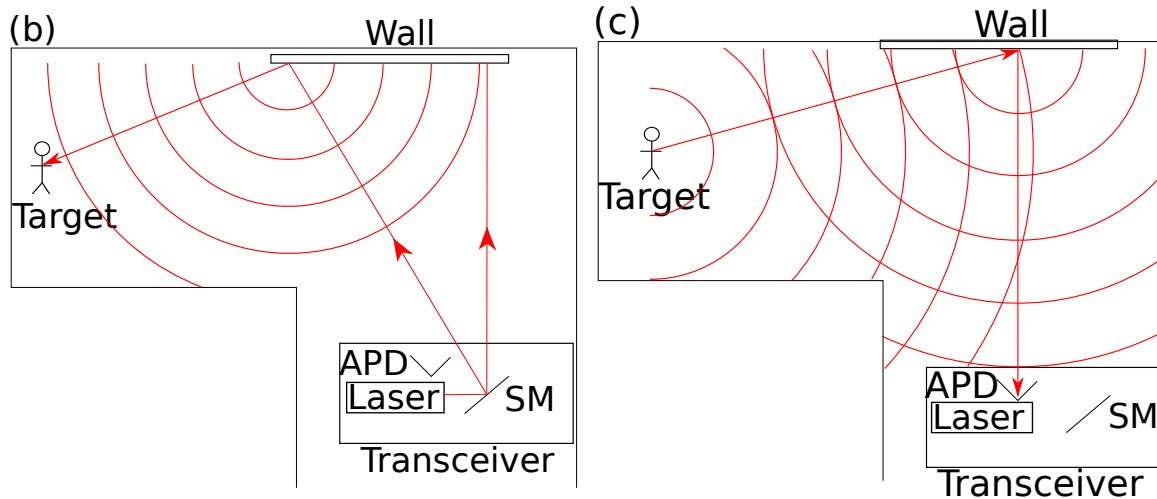 (b)
Wall
Target
APD
Laser
SM
Transceiver
(c)
Wall
Target
APD
Laser
SM
Transceiver